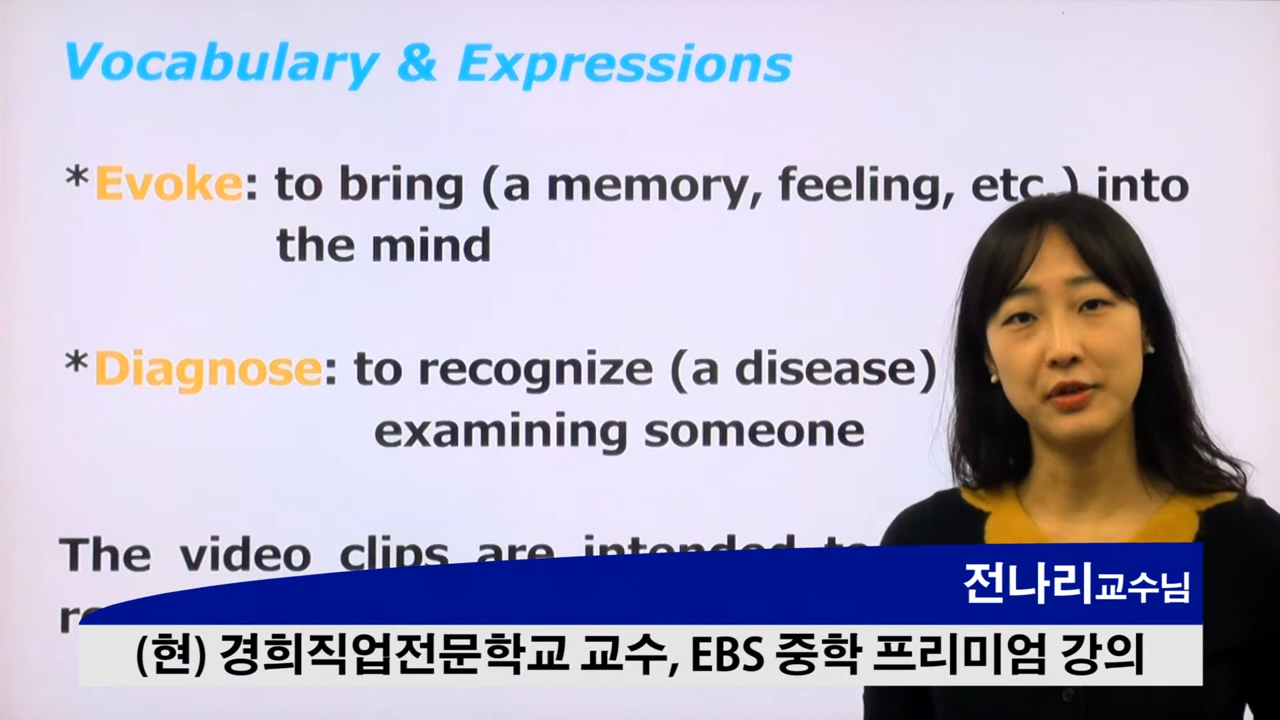 Vocabulary & Expressions
*Evoke: to bring (a memory, feeling, etc.) into
the mind
*Diagnose: to recognize (a disease)
examining someone
The video clips are intended to
전나리교수님
(현) 경희직업전문학교 교수, EBS 중학 프리미엄 강의